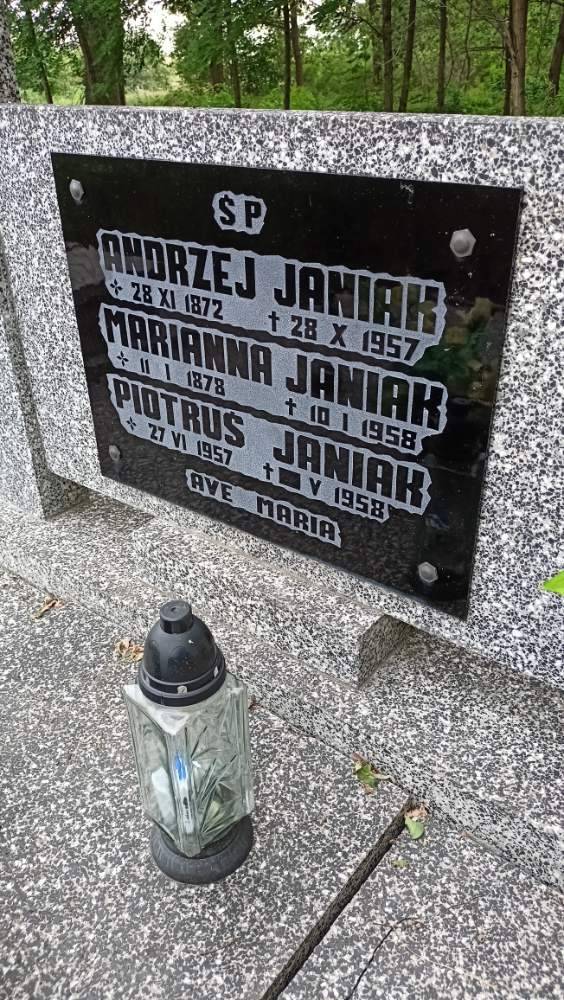 ŚP
ANDRZEJ JANIAK
28 XI 1872 † 28 X 1957
MARIANNA JANIAK
11 I 1878 † 10 I 1958
PIOTRUŚ JANIAK
27 VI 1957 † V 1958
AVE MARIA